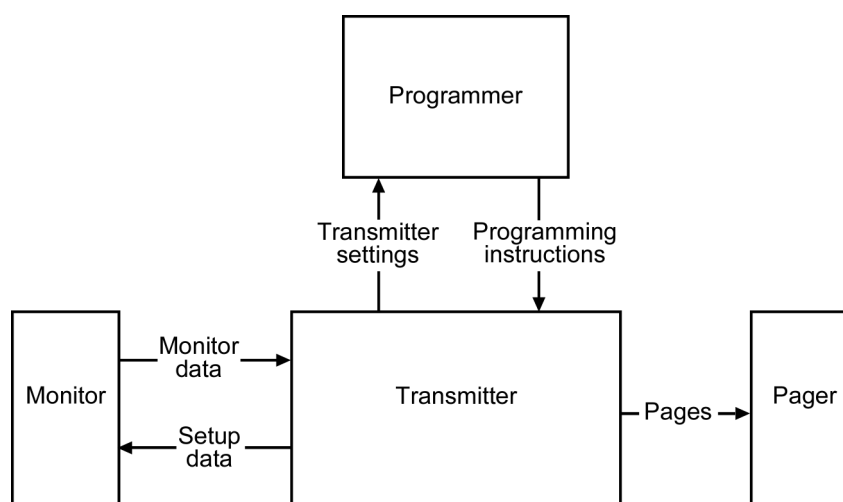 Programmer
Transmitter
settings
Programming
instructions
Monitor
data
Monitor
Transmitter
Pages
Pager
Setup
data